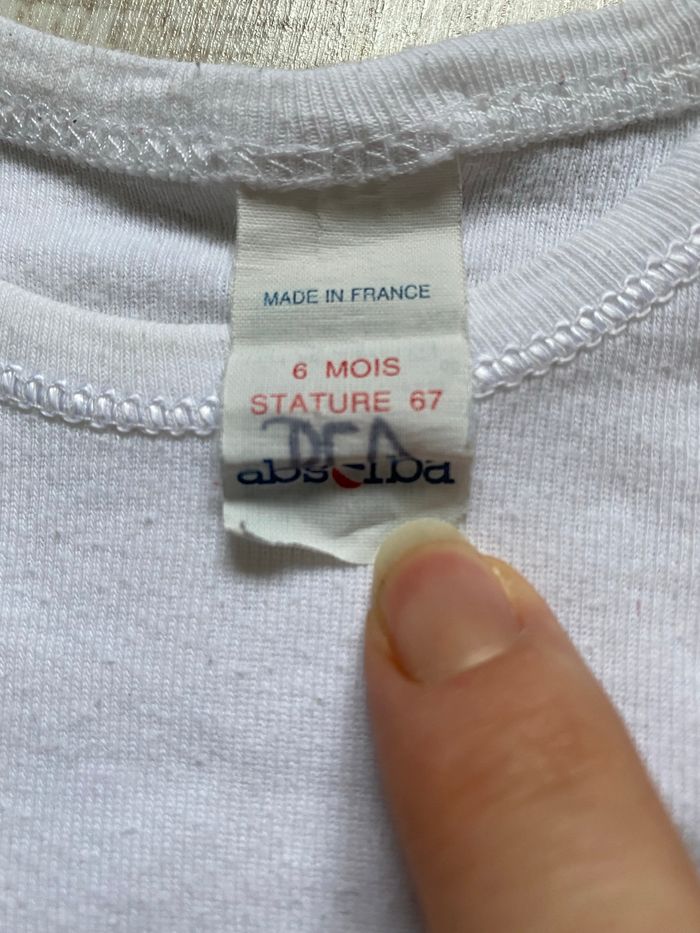 MADE IN FRANCE
6 MOIS
STATURE 67
absorba